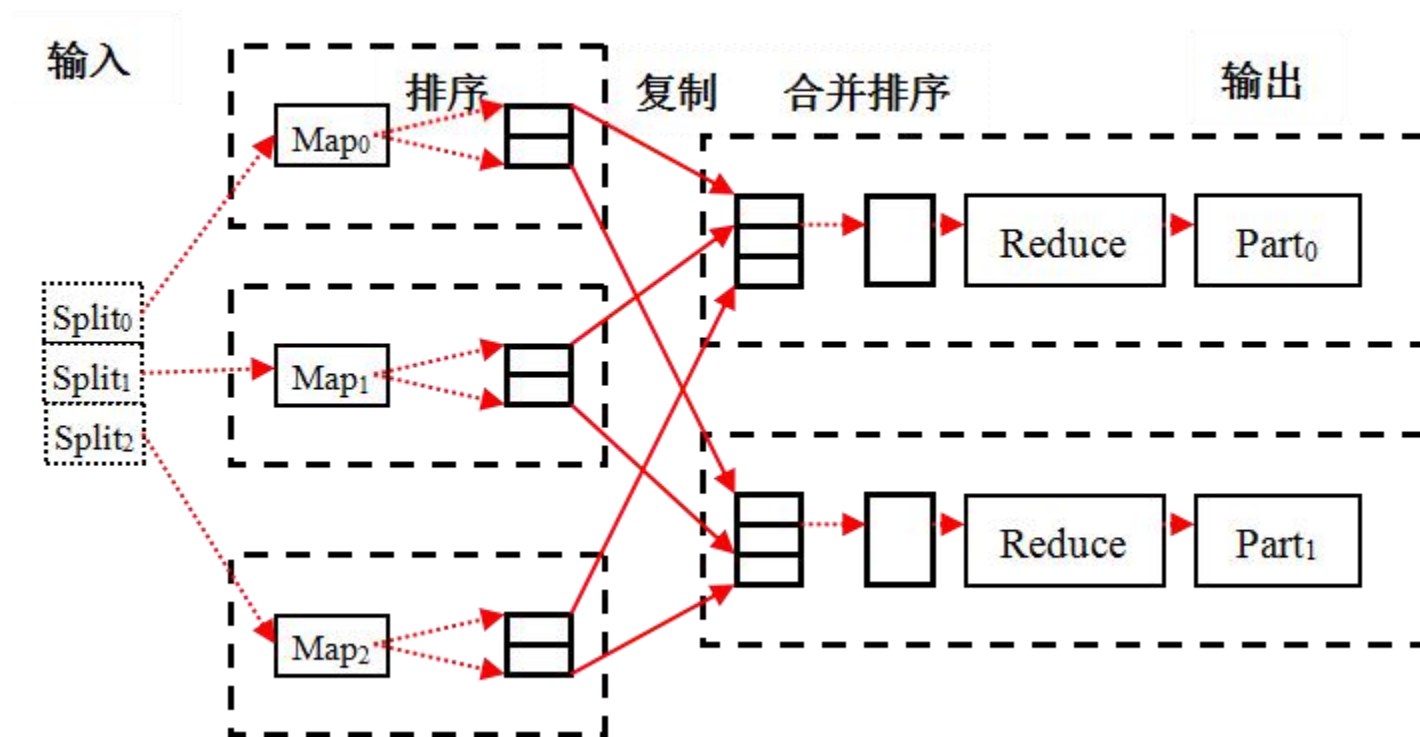 输入
排序
复制
合并排序
输出
Map0
Reduce
Part0
Split0
Split1
Map1
Split2
Reduce
Part1
Map2